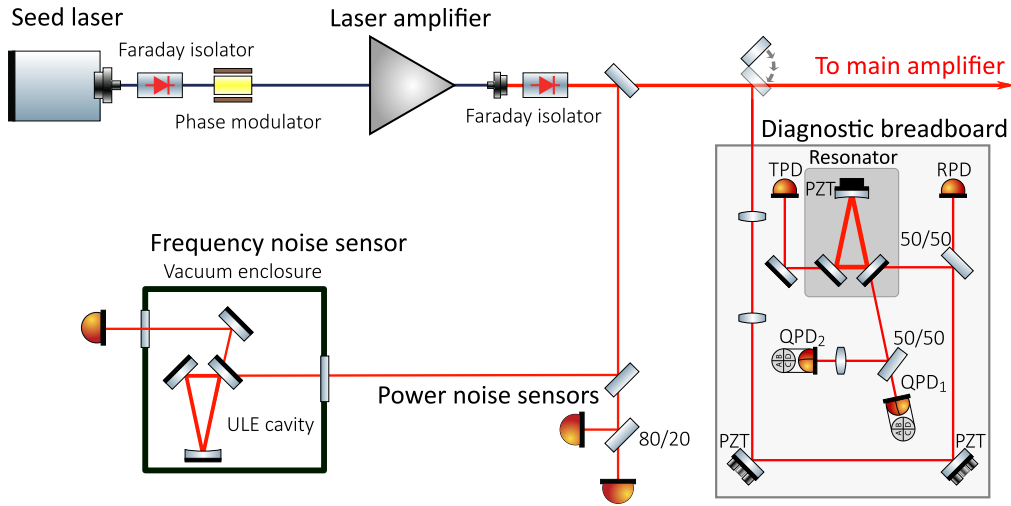 Seed laser
Laser amplifier
Faraday isolator
To main amplifier
Phase modulator
Faraday isolator
Diagnostic breadboard
Resonator
TPD
PZT
RPD
50/50
Frequency noise sensor
Vacuum enclosure
QPD2
50/50
A B
C D
QPD1
A B
C D
Power noise sensors
ULE cavity
80/20
PZT
PZT